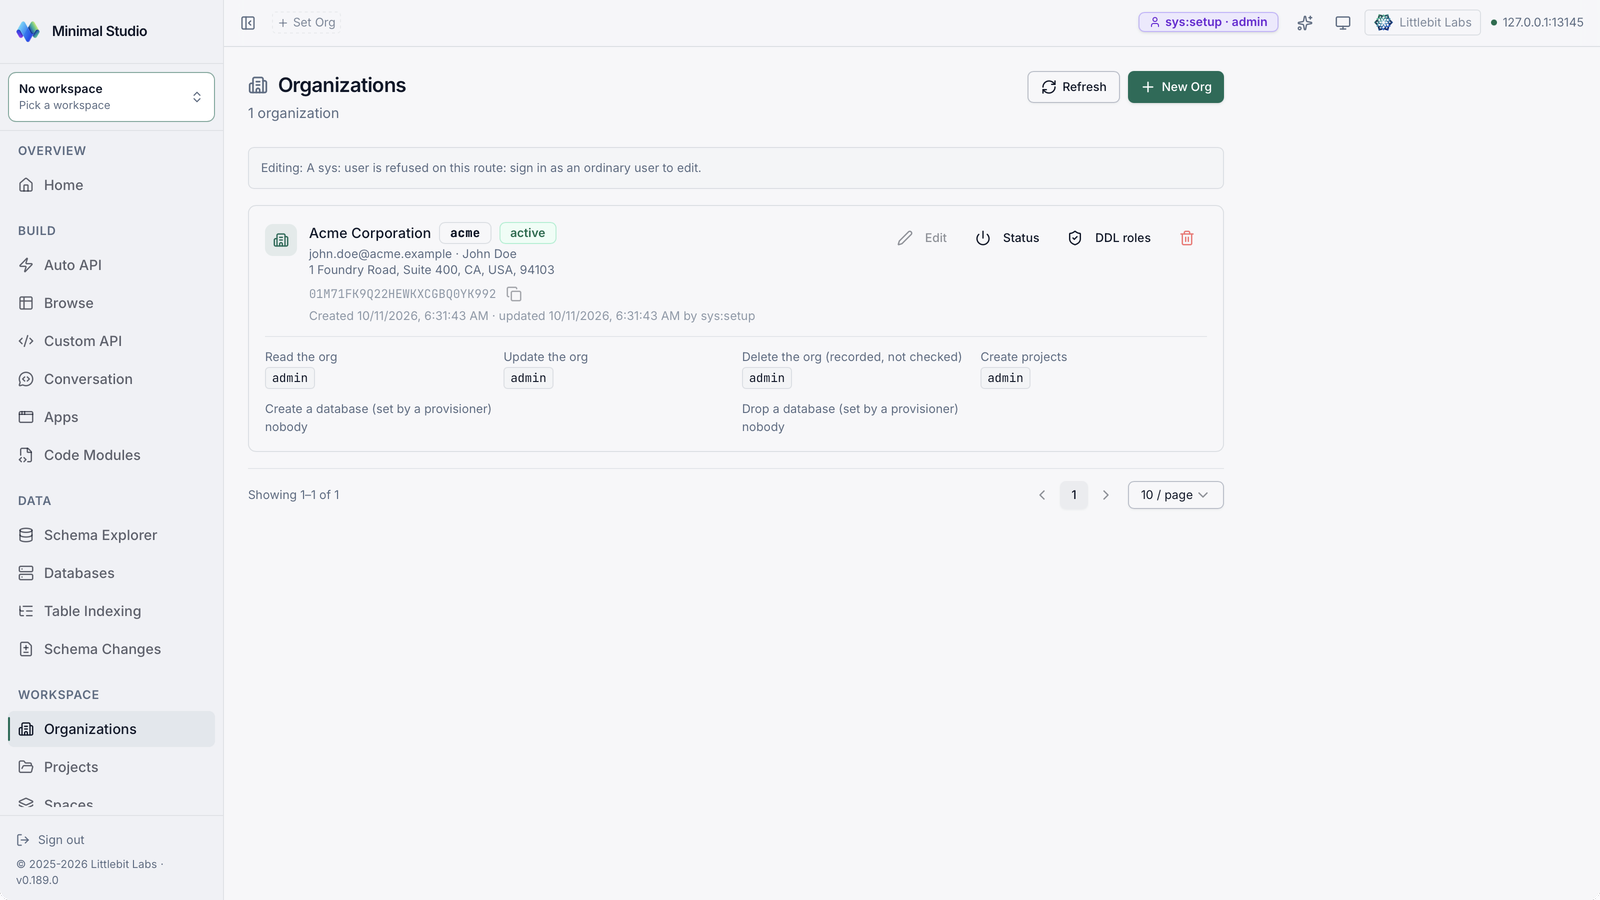 Minimal Studio
Set Org
sys:setup · admin
Littlebit Labs
127.0.0.1:13145
No workspace
Pick a workspace
OVERVIEW
Home
BUILD
Auto API
Browse
Custom API
Conversation
Apps
Code Modules
DATA
Schema Explorer
Databases
Table Indexing
Schema Changes
WORKSPACE
Organizations
Projects
Spaces
Sign out
© 2025-2026 Littlebit Labs ·
v0.189.0
Organizations
1 organization
Refresh
New Org
Editing: A sys: user is refused on this route: sign in as an ordinary user to edit.
Acme Corporation acme active
Edit Status DDL roles
john.doe@acme.example · John Doe
1 Foundry Road, Suite 400, CA, USA, 94103
01M71FK9Q22HEWKXCGBQ0YK992
Created 10/11/2026, 6:31:43 AM · updated 10/11/2026, 6:31:43 AM by sys:setup
Read the org
admin
Update the org
admin
Delete the org (recorded, not checked)
admin
Create projects
admin
Create a database (set by a provisioner)
nobody
Drop a database (set by a provisioner)
nobody
Showing 1–1 of 1
1
10 / page